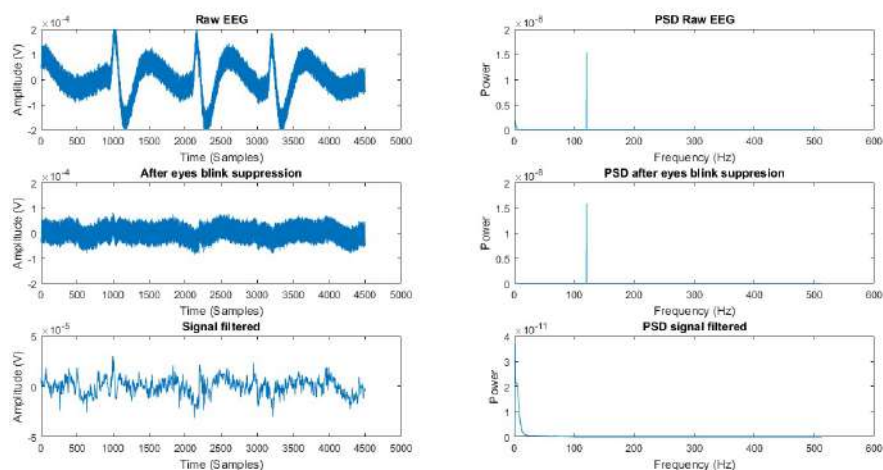 Raw EEG
×10⁻⁴
Amplitude (V)
2
1
0
-1
-2
0 500 1000 1500 2000 2500 3000 3500 4000 4500 5000
Time (Samples)
PSD Raw EEG
×10⁻⁸
Power
2
1.5
1
0.5
0
0 100 200 300 400 500 600
Frequency (Hz)
After eyes blink suppression
×10⁻⁴
Amplitude (V)
2
1
0
-1
-2
0 500 1000 1500 2000 2500 3000 3500 4000 4500 5000
Time (Samples)
PSD after eyes blink suppresion
×10⁻⁸
Power
2
1.5
1
0.5
0
0 100 200 300 400 500 600
Frequency (Hz)
Signal filtered
×10⁻⁵
Amplitude (V)
5
0
-5
0 500 1000 1500 2000 2500 3000 3500 4000 4500 5000
Time (Samples)
PSD signal filtered
×10⁻¹¹
Power
4
3
2
1
0
0 100 200 300 400 500 600
Frequency (Hz)